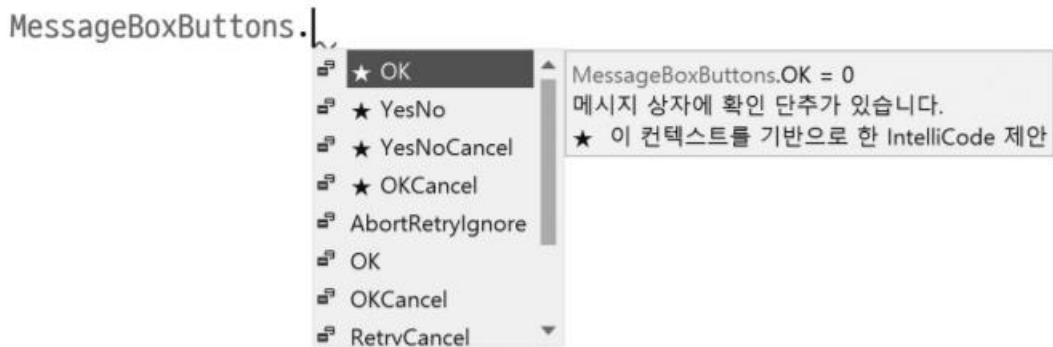 MessageBoxButtons.
★ OK
★ YesNo
★ YesNoCancel
★ OKCancel
AbortRetryIgnore
OK
OKCancel
RetryCancel
MessageBoxButtons.OK = 0
메시지 상자에 확인 단추가 있습니다.
★ 이 컨텍스트를 기반으로 한 IntelliCode 제안